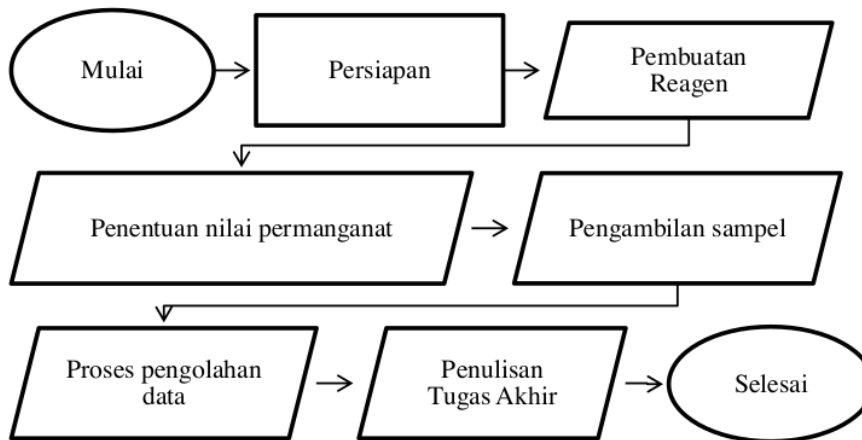 Mulai
Persiapan
Pembuatan
Reagen
Penentuan nilai permanganat
Pengambilan sampel
Proses pengolahan
data
Penulisan
Tugas Akhir
Selesai